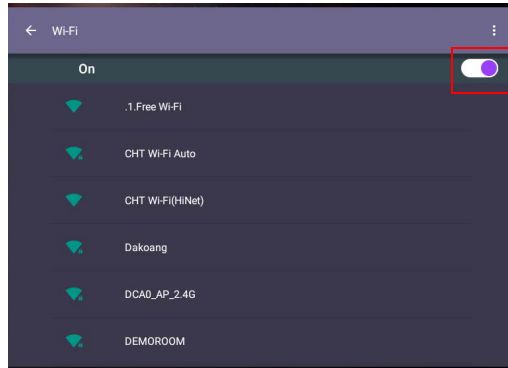 Wi-Fi
On
.1.Free Wi-Fi
CHT Wi-Fi Auto
CHT Wi-Fi(HiNet)
Dakoang
DCA0_AP_2.4G
DEMOROOM